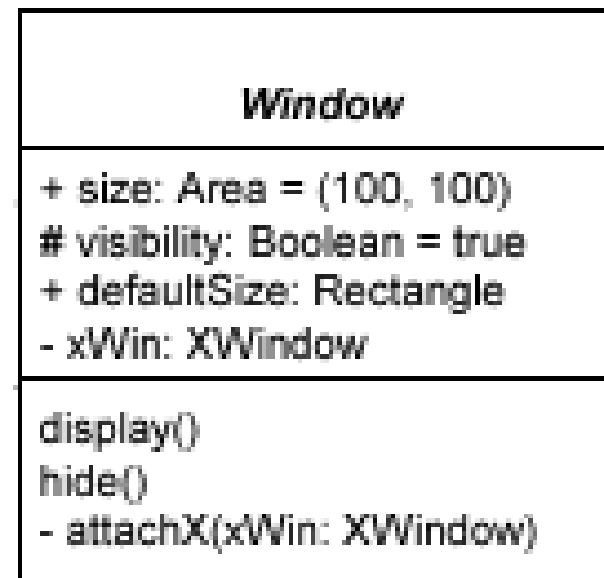 Window
+ size: Area = (100, 100)
# visibility: Boolean = true
+ defaultSize: Rectangle
- xWin: XWindow
display()
hide()
- attachX(xWin: XWindow)